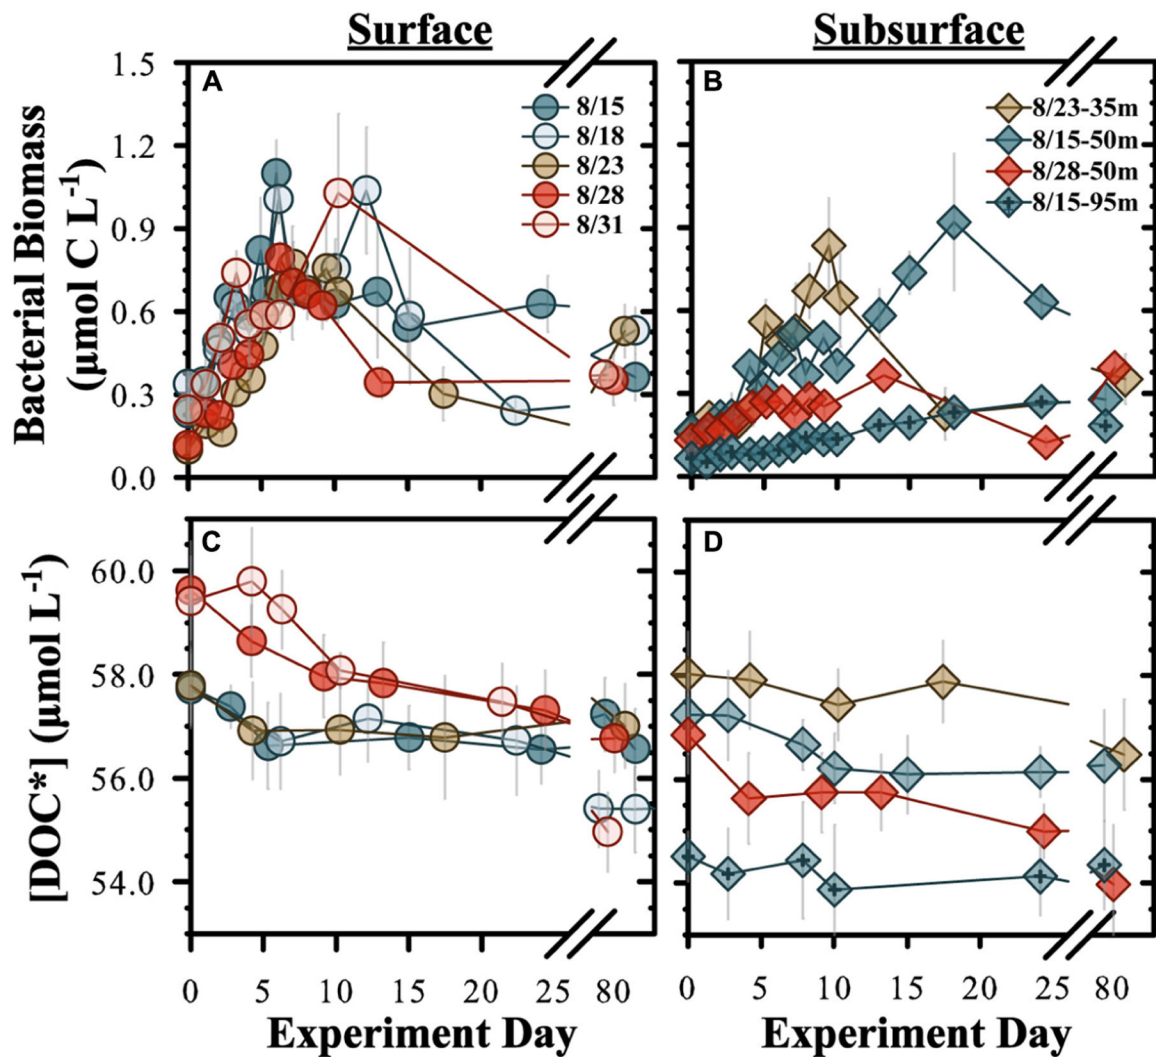 Surface
Subsurface
Bacterial Biomass
(µmol C L⁻¹)
1.5
1.2
0.9
0.6
0.3
0.0
A
8/15
8/18
8/23
8/28
8/31
B
8/23-35m
8/15-50m
8/28-50m
8/15-95m
[DOC*] (µmol L⁻¹)
60.0
58.0
56.0
54.0
C
D
0 5 10 15 20 25 80
0 5 10 15 20 25 80
Experiment Day
Experiment Day